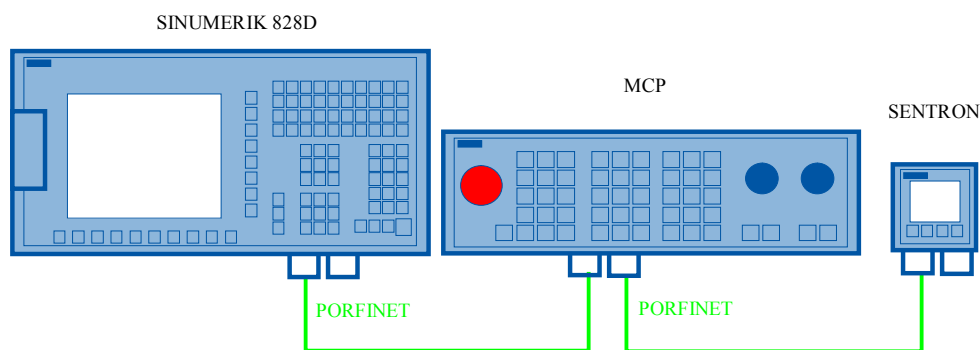 SINUMERIK 828D
MCP
SENTRON
PORFINET
PORFINET